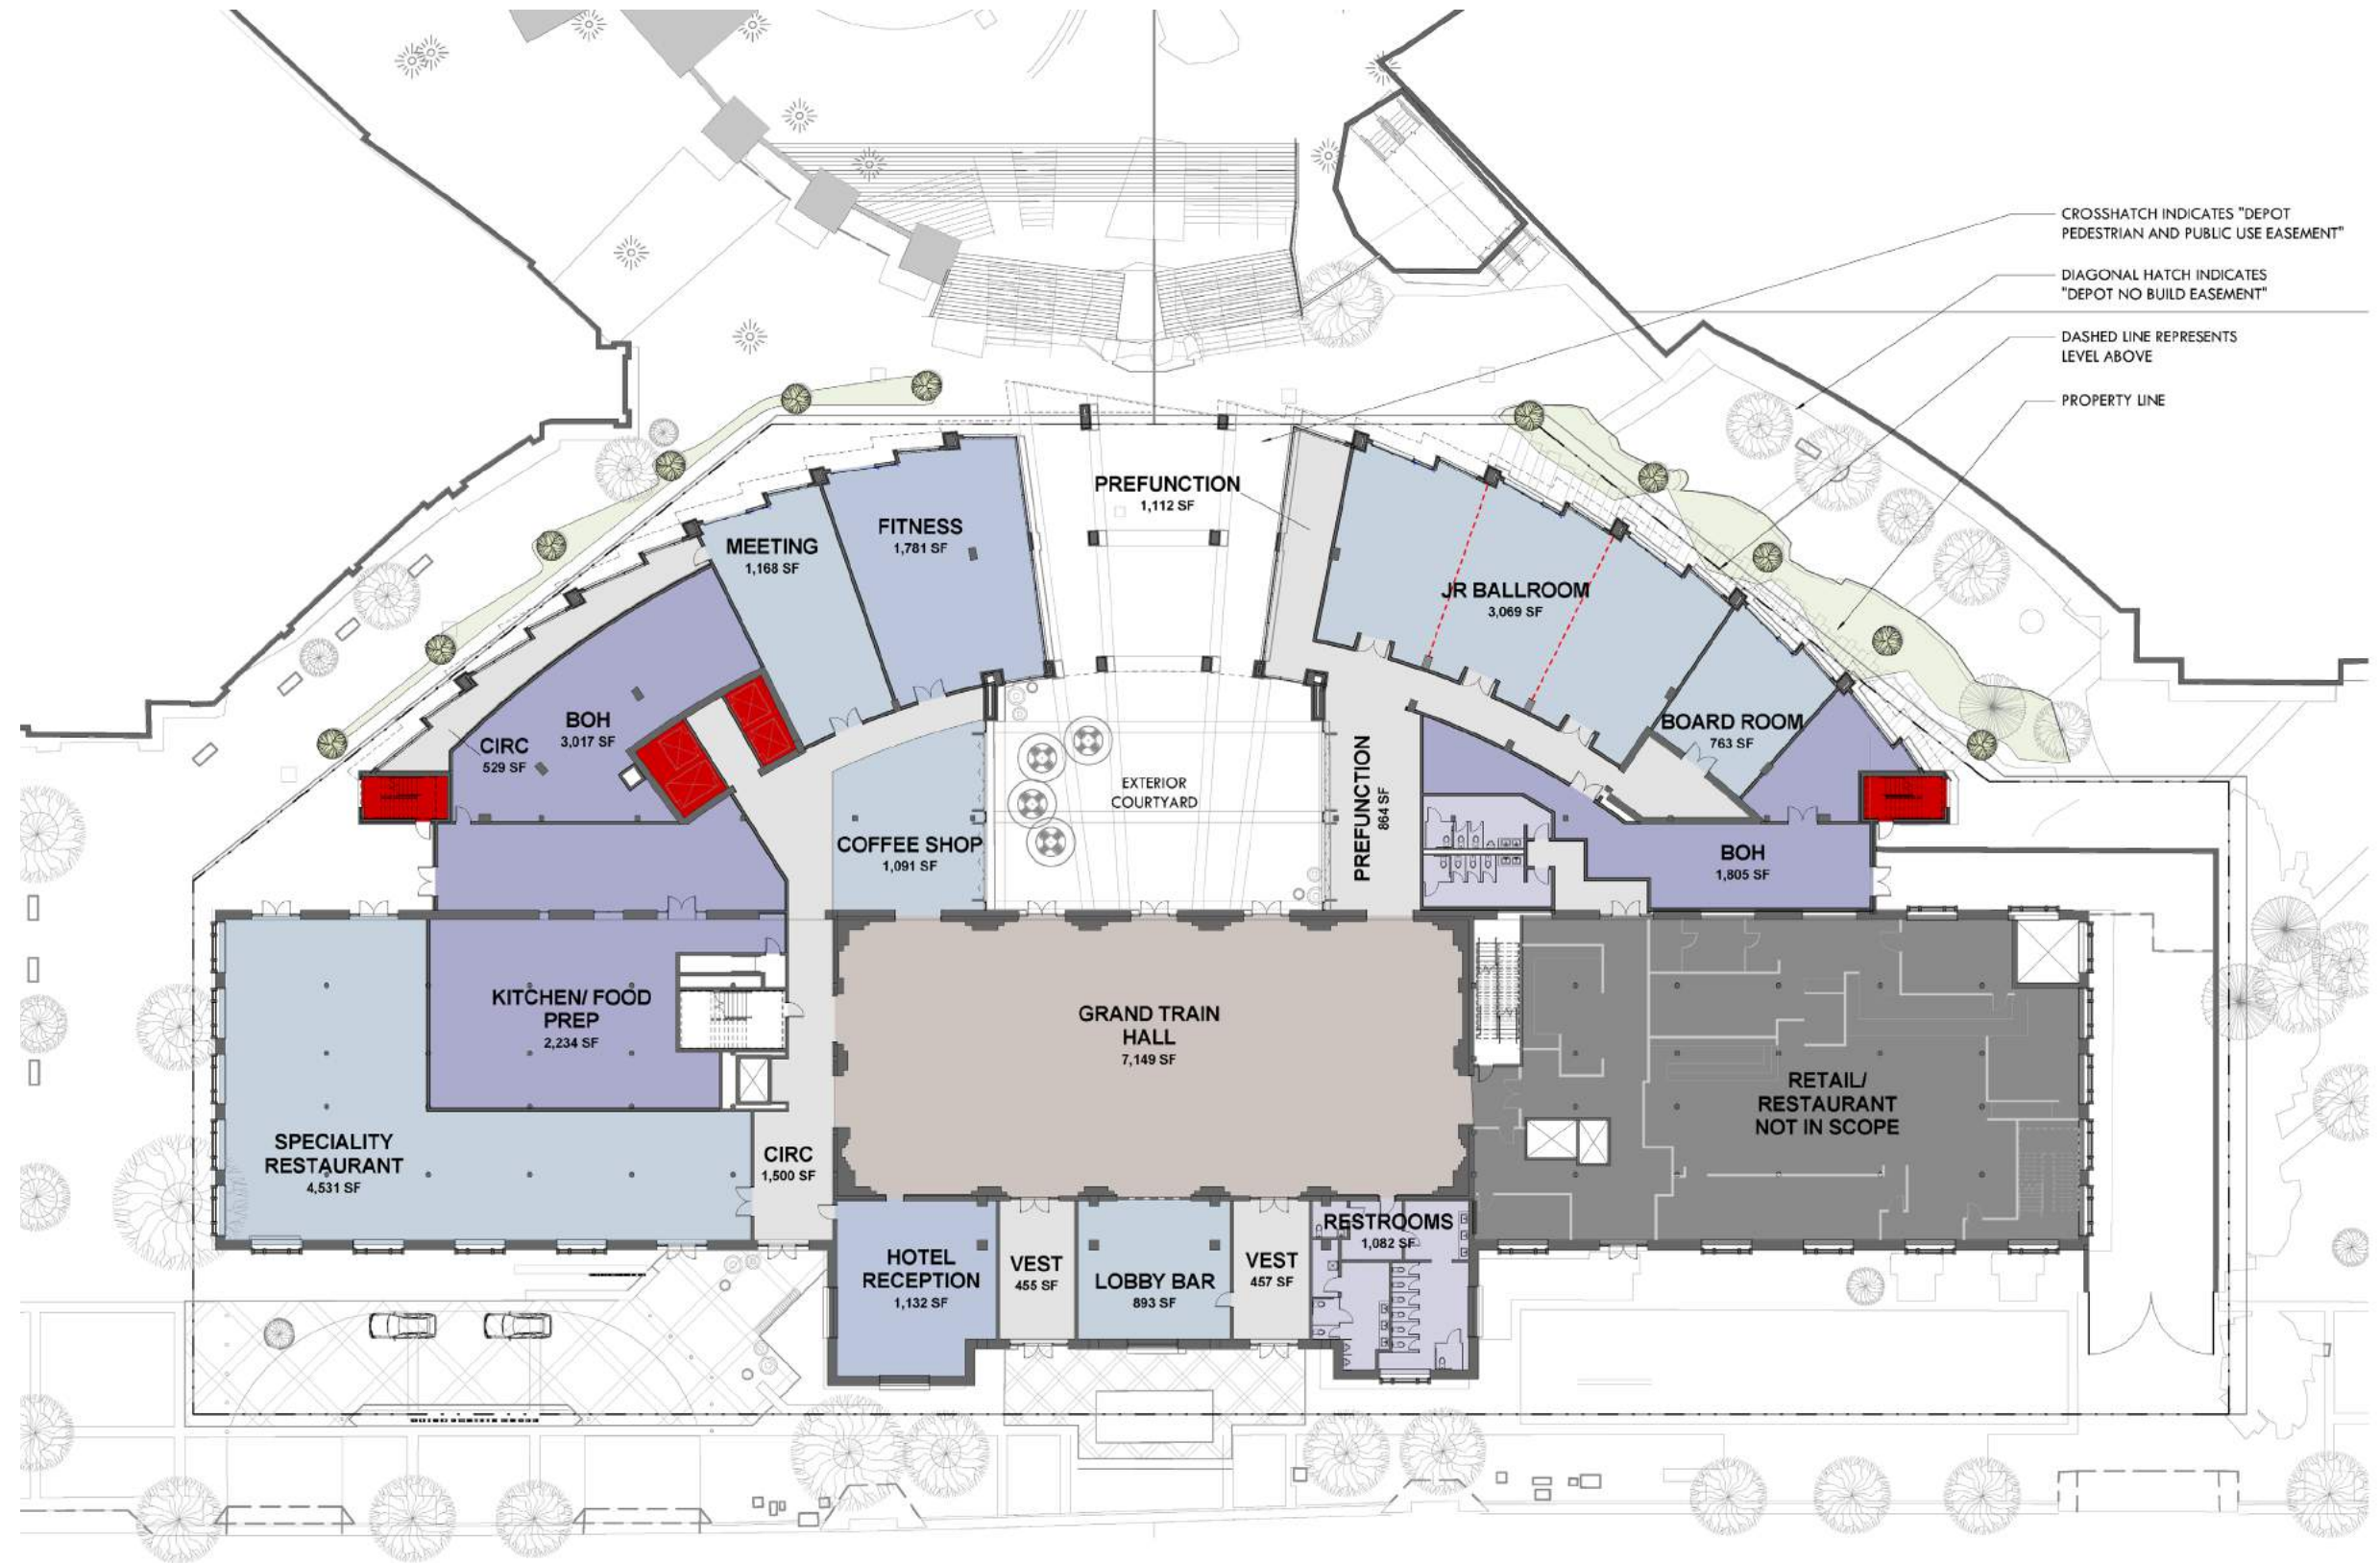 CROSSHATCH INDICATES "DEPOT
PEDESTRIAN AND PUBLIC USE EASEMENT"
DIAGONAL HATCH INDICATES
"DEPOT NO BUILD EASEMENT"
DASHED LINE REPRESENTS
LEVEL ABOVE
PROPERTY LINE
PREFUNCTION
1,112 SF
FITNESS
1,781 SF
MEETING
1,168 SF
JR BALLROOM
3,069 SF
BOH
3,017 SF
CIRC
529 SF
BOARD ROOM
763 SF
EXTERIOR
COURTYARD
PREFUNCTION
864 SF
COFFEE SHOP
1,091 SF
BOH
1,805 SF
KITCHEN/ FOOD
PREP
2,234 SF
GRAND TRAIN
HALL
7,149 SF
RETAIL/
RESTAURANT
NOT IN SCOPE
SPECIALITY
RESTAURANT
4,531 SF
CIRC
1,500 SF
RESTROOMS
1,082 SF
HOTEL
RECEPTION
1,132 SF
VEST
455 SF
LOBBY BAR
893 SF
VEST
457 SF